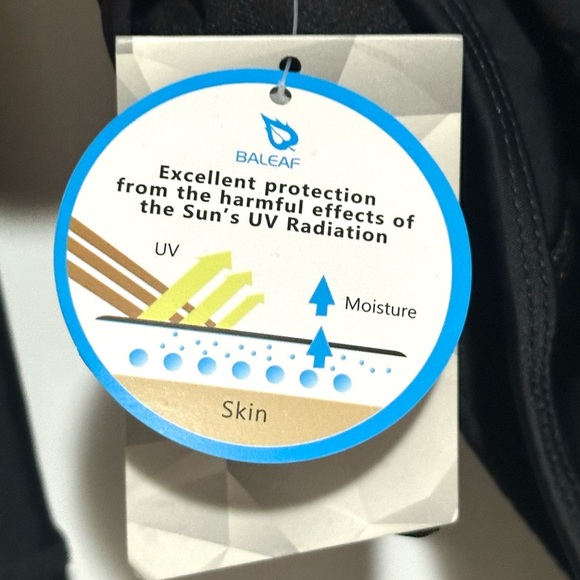 BALEAF
Excellent protection
from the harmful effects of
the Sun's UV Radiation
UV
Moisture
Skin